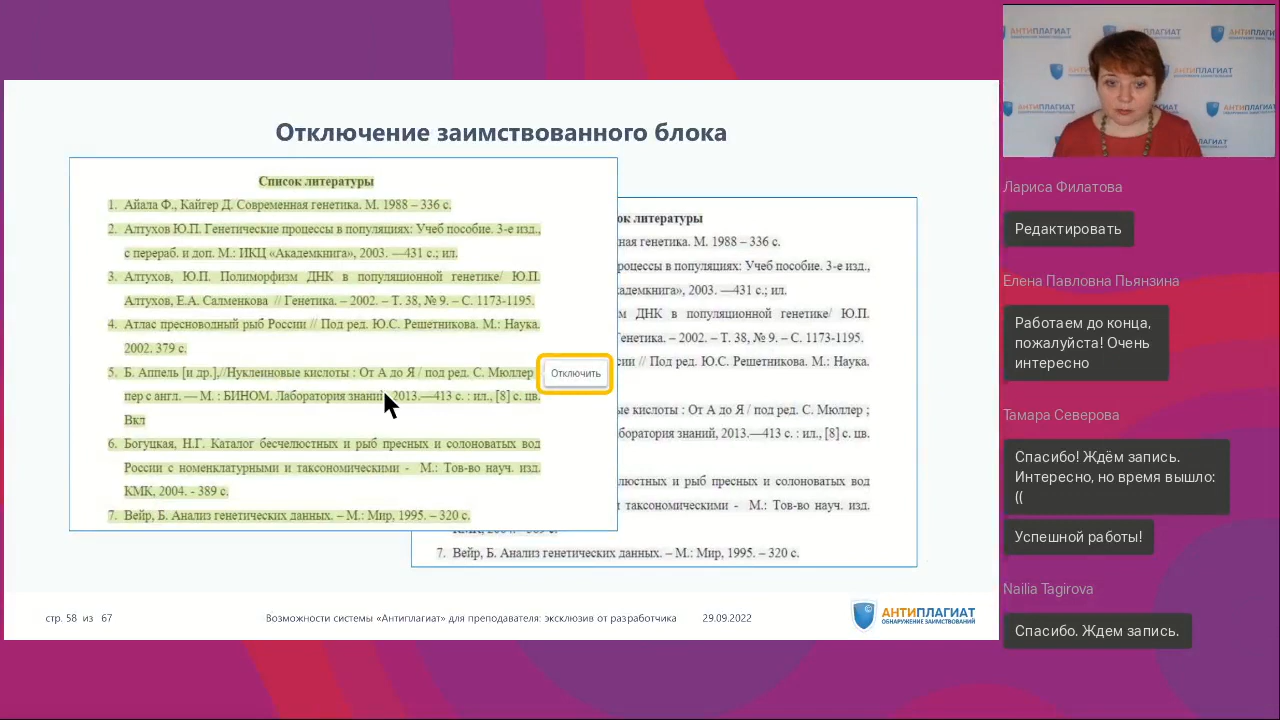 Отключение заимствованного блока
Список литературы
1. Айала Ф., Кайгер Д. Современная генетика. М. 1988 – 336 с.
2. Алтухов Ю.П. Генетические процессы в популяциях: Учеб пособие. 3-е изд.,
с перераб. и доп. М.: ИКЦ «Академкнига», 2003. —431 с.; ил.
3. Алтухов, Ю.П. Полиморфизм ДНК в популяционной генетике/ Ю.П.
Алтухов, Е.А. Салменкова // Генетика. – 2002. – Т. 38, № 9. – С. 1173-1195.
4. Атлас пресноводный рыб России // Под ред. Ю.С. Решетникова. М.: Наука.
2002. 379 с.
5. Б. Аппель [и др.],//Нуклеиновые кислоты : От А до Я / под ред. С. Мюллер
пер с англ. — М. : БИНОМ. Лаборатория знаний, 2013.—413 с. : ил., [8] с. цв.
Вкл
6. Богуцкая, Н.Г. Каталог бесчелюстных и рыб пресных и солоноватых вод
России с номенклатурными и таксономическими - М.: Тов-во науч. изд.
КМК, 2004. - 389 с.
7. Вейр, Б. Анализ генетических данных. – М.: Мир, 1995. – 320 с.
Отключить
ок литературы
ная генетика. М. 1988 – 336 с.
роцессы в популяциях: Учеб пособие. 3-е изд.,
кадемкнига», 2003. —431 с.; ил.
м ДНК в популяционной генетике/ Ю.П.
Генетика. – 2002. – Т. 38, № 9. – С. 1173-1195.
сии // Под ред. Ю.С. Решетникова. М.: Наука.
ые кислоты : От А до Я / под ред. С. Мюллер ;
боратория знаний, 2013.—413 с. : ил., [8] с. цв.
люстных и рыб пресных и солоноватых вод
таксономическими - М.: Тов-во науч. изд.
7. Вейр, Б. Анализ генетических данных. – М.: Мир, 1995. – 320 с.
стр. 58 из 67
Возможности системы «Антиплагиат» для преподавателя: эксклюзив от разработчика
29.09.2022
АНТИПЛАГИАТ
ОБНАРУЖЕНИЕ ЗАИМСТВОВАНИЙ
Лариса Филатова
Редактировать
Елена Павловна Пьянзина
Работаем до конца,
пожалуйста! Очень
интересно
Тамара Северова
Спасибо! Ждём запись.
Интересно, но время вышло:
((
Успешной работы!
Nailia Tagirova
Спасибо. Ждем запись.